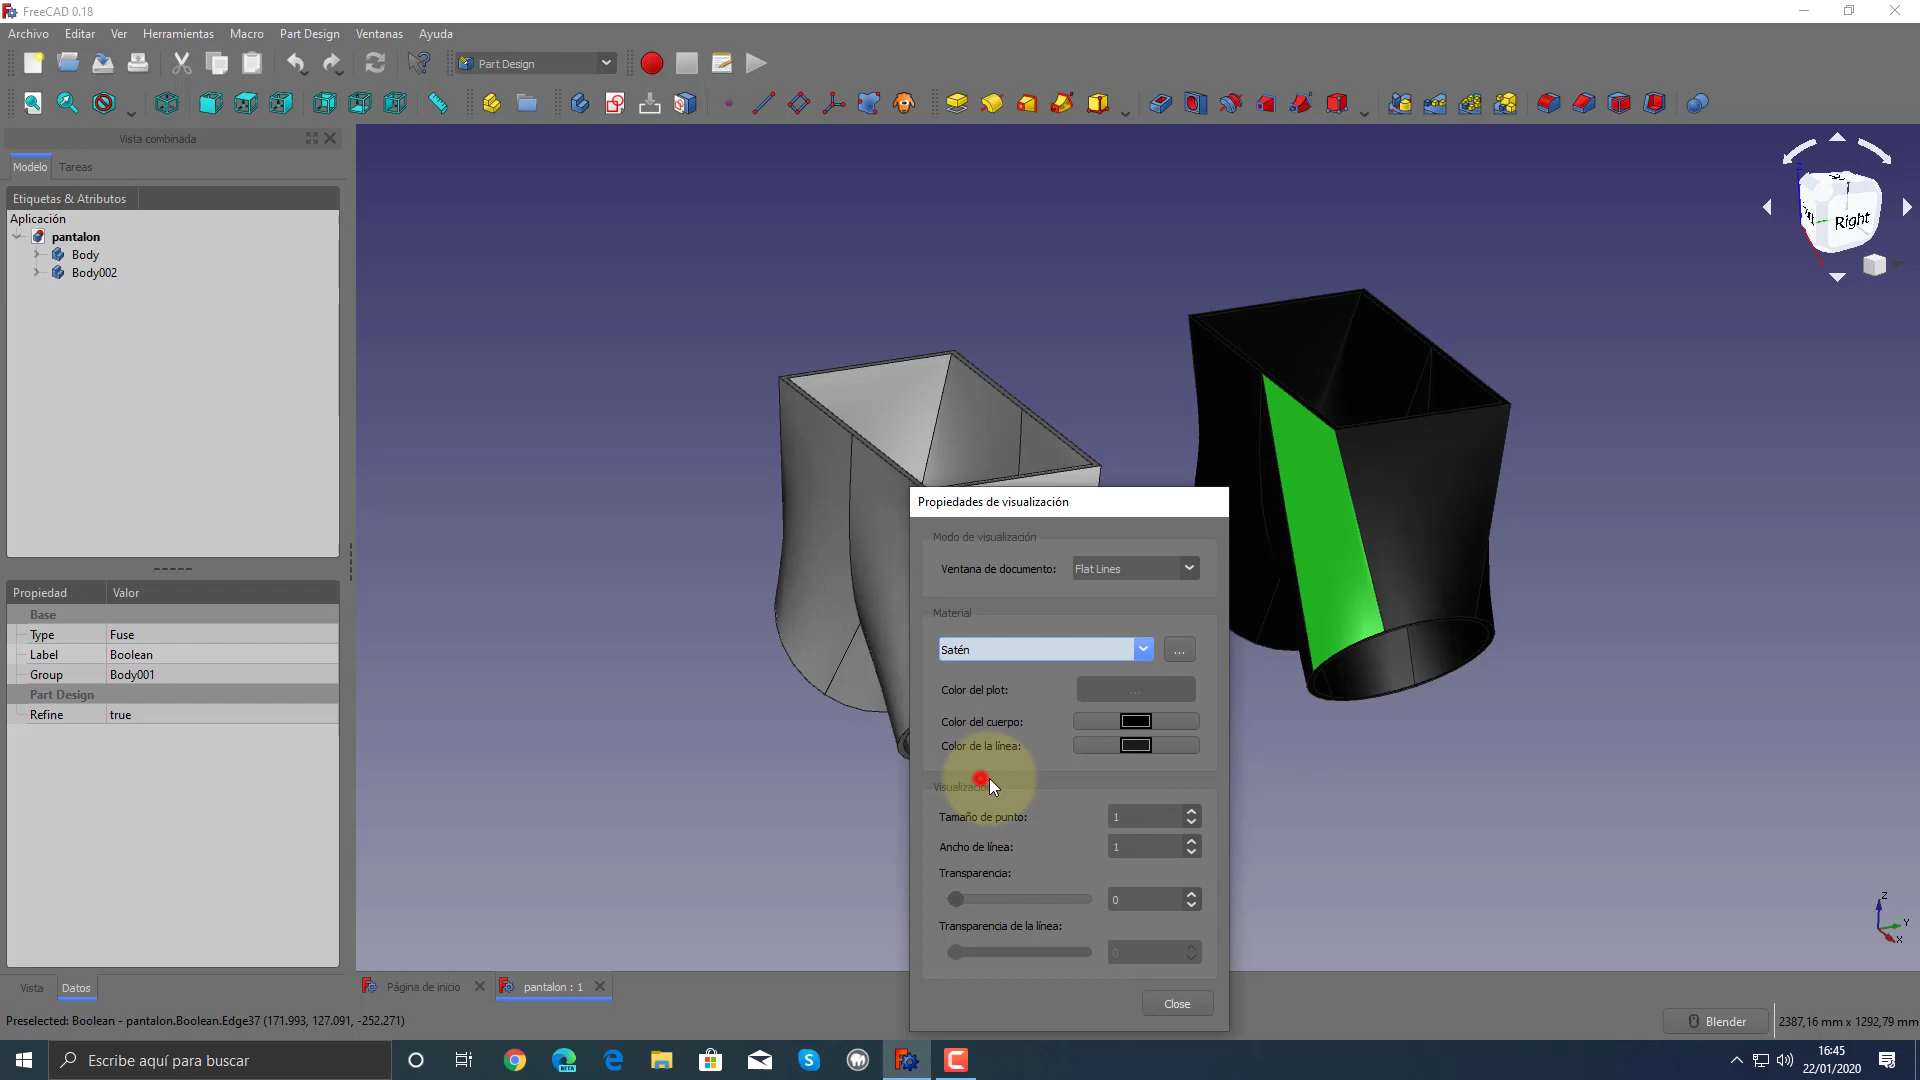 FreeCAD 0.18
Archivo Editar Ver Herramientas Macro Part Design Ventanas Ayuda
Part Design
Vista combinada
Modelo Tareas
Etiquetas & Atributos
Aplicación
pantalon
Body
Body002
Right
Propiedades de visualización
Modo de visualización
Ventana de documento: Flat Lines
Material
Satén
...
Color del plot: ...
Color del cuerpo:
Color de la línea:
Tamaño de punto: 1
Ancho de línea: 1
Transparencia:
0
Transparencia de la línea:
0
Close
Propiedad Valor
Base
Type Fuse
Label Boolean
Group Body001
Part Design
Refine true
Z
Y
X
Vista Datos
Página de inicio pantalon : 1
Preselected: Boolean - pantalon.Boolean.Edge37 (171.993, 127.091, -252.271)
Blender 2387,16 mm x 1292,79 mm
Escribe aquí para buscar
16:45
22/01/2020